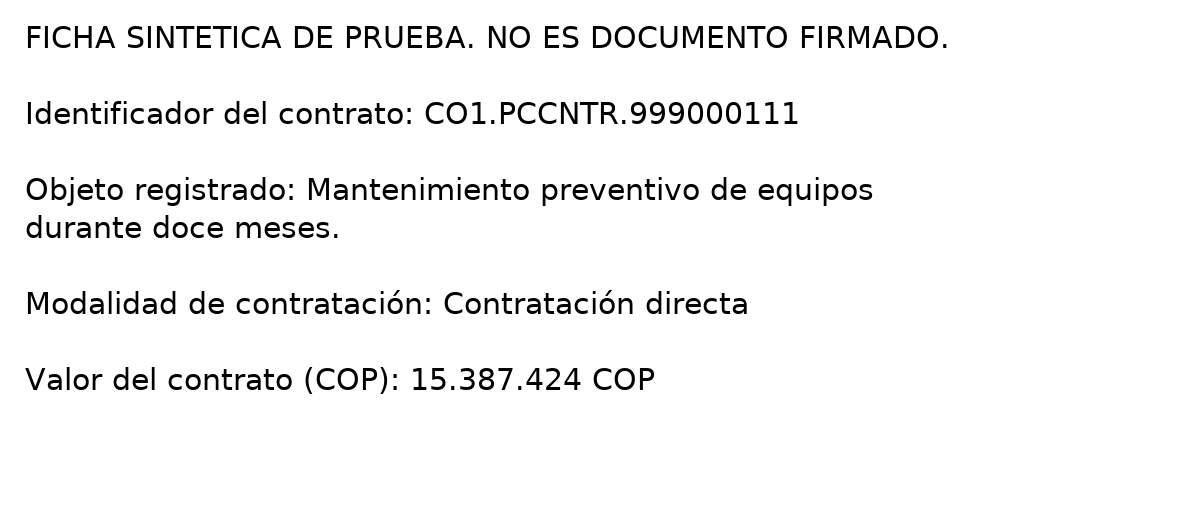 FICHA SINTETICA DE PRUEBA. NO ES DOCUMENTO FIRMADO.
Identificador del contrato: CO1.PCCNTR.999000111
Objeto registrado: Mantenimiento preventivo de equipos
durante doce meses.
Modalidad de contratación: Contratación directa
Valor del contrato (COP): 15.387.424 COP